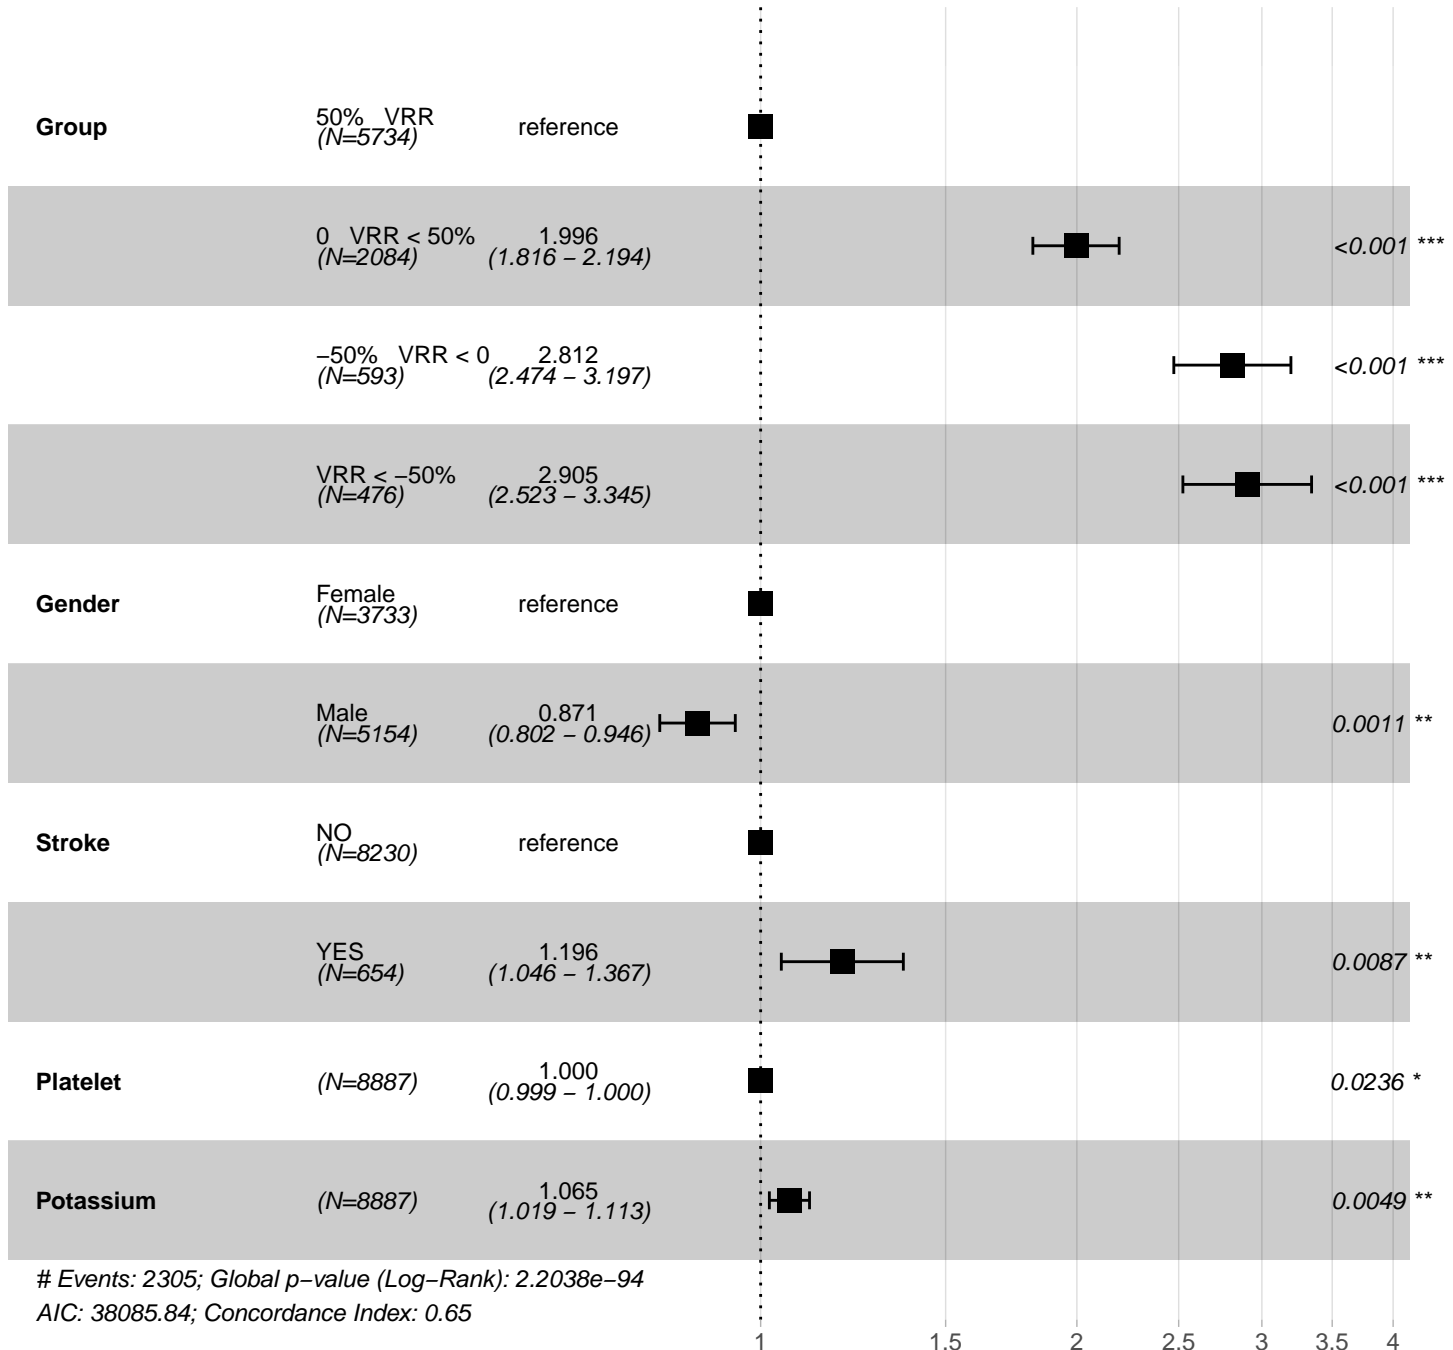 Group
50%   VRR
(N=5734)
reference
0   VRR < 50%
(N=2084)
1.996
(1.816 – 2.194)
<0.001 ***
−50%   VRR < 0
(N=593)
2.812
(2.474 – 3.197)
<0.001 ***
VRR < −50%
(N=476)
2.905
(2.523 – 3.345)
<0.001 ***
Gender
Female
(N=3733)
reference
Male
(N=5154)
0.871
(0.802 – 0.946)
0.0011 **
Stroke
NO
(N=8230)
reference
YES
(N=654)
1.196
(1.046 – 1.367)
0.0087 **
Platelet
(N=8887)
1.000
(0.999 – 1.000)
0.0236 *
Potassium
(N=8887)
1.065
(1.019 – 1.113)
0.0049 **
# Events: 2305; Global p−value (Log−Rank): 2.2038e−94
AIC: 38085.84; Concordance Index: 0.65
1 1.5 2 2.5 3 3.5 4